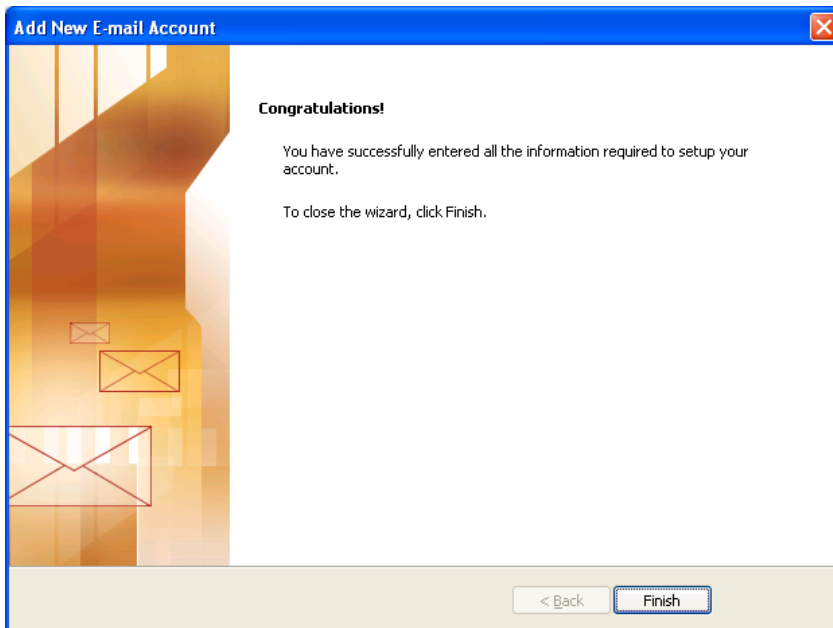 Add New E-mail Account
Congratulations!
You have successfully entered all the information required to setup your
account.
To close the wizard, click Finish.
< Back
Finish